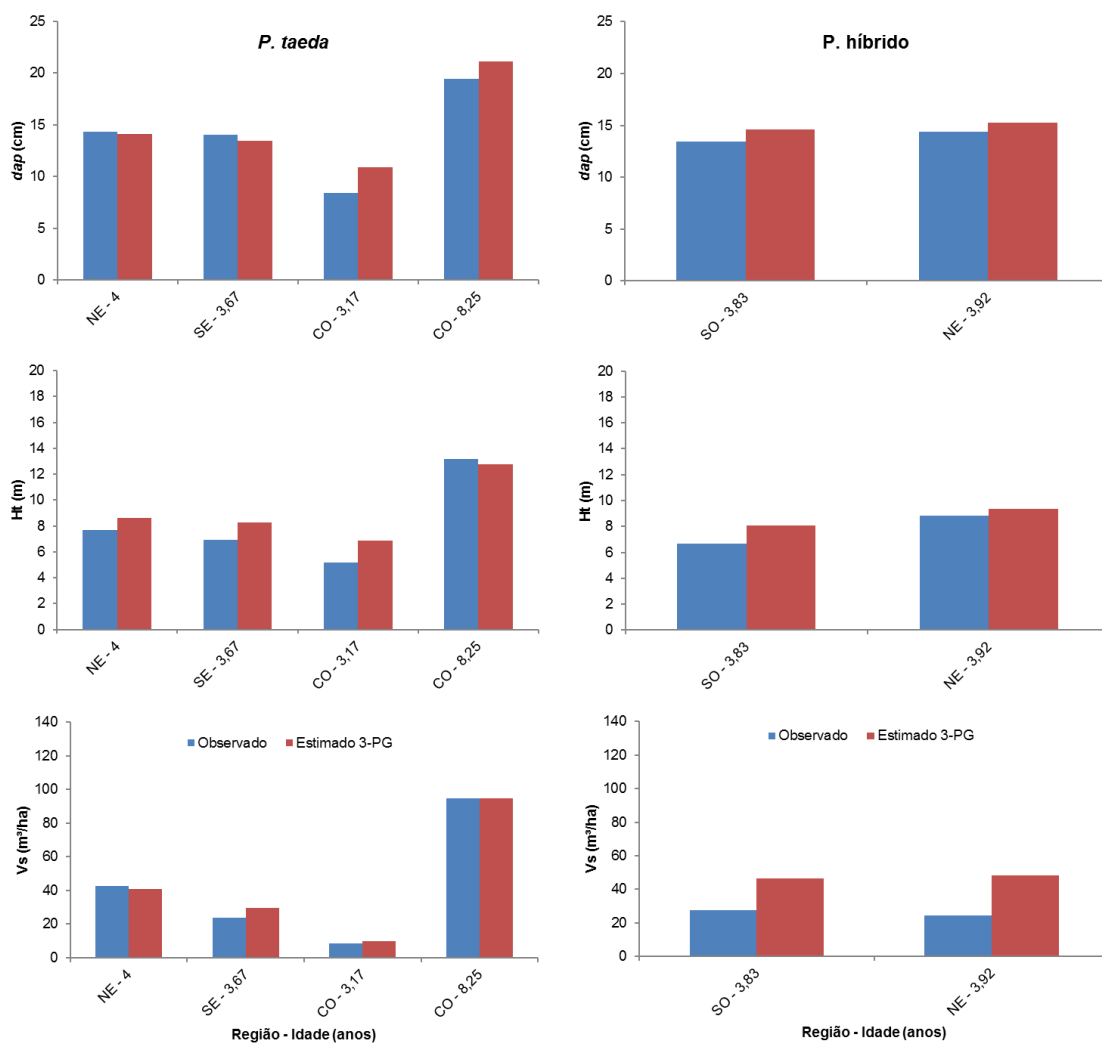 P. taeda
dap (cm)
25
20
15
10
5
0
NE - 4
SE - 3,67
CO - 3,17
CO - 8,25
P. híbrido
dap (cm)
25
20
15
10
5
0
SO - 3,83
NE - 3,92
Ht (m)
20
18
16
14
12
10
8
6
4
2
0
NE - 4
SE - 3,67
CO - 3,17
CO - 8,25
Ht (m)
20
18
16
14
12
10
8
6
4
2
0
SO - 3,83
NE - 3,92
Observado
Estimado 3-PG
Vs (m³/ha)
140
120
100
80
60
40
20
0
NE - 4
SE - 3,67
CO - 3,17
CO - 8,25
Região - Idade (anos)
Observado
Estimado 3-PG
Vs (m³/ha)
140
120
100
80
60
40
20
0
SO - 3,83
NE - 3,92
Região - Idade (anos)